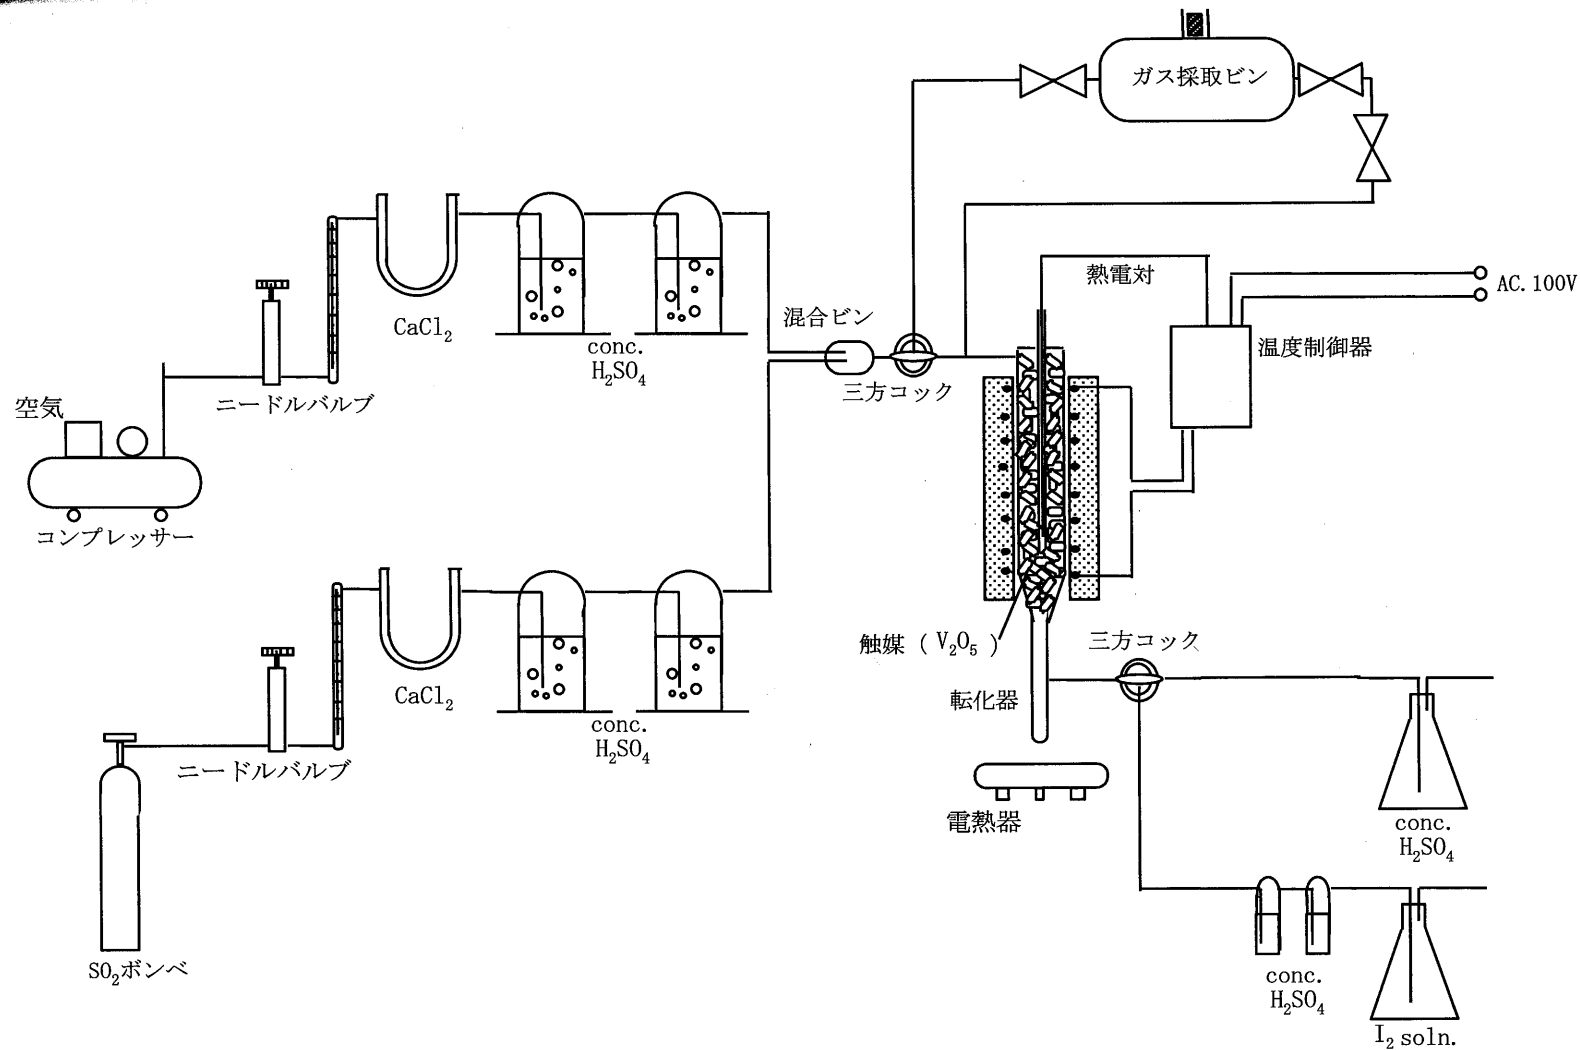 ガス採取ビン
熱電対
AC. 100V
混合ビン
温度制御器
CaCl₂
conc.
H₂SO₄
三方コック
空気
ニードルバルブ
コンプレッサー
触媒 ( V₂O₅ )
三方コック
転化器
CaCl₂
conc.
H₂SO₄
ニードルバルブ
電熱器
conc.
H₂SO₄
SO₂ボンベ
conc.
H₂SO₄
I₂ soln.